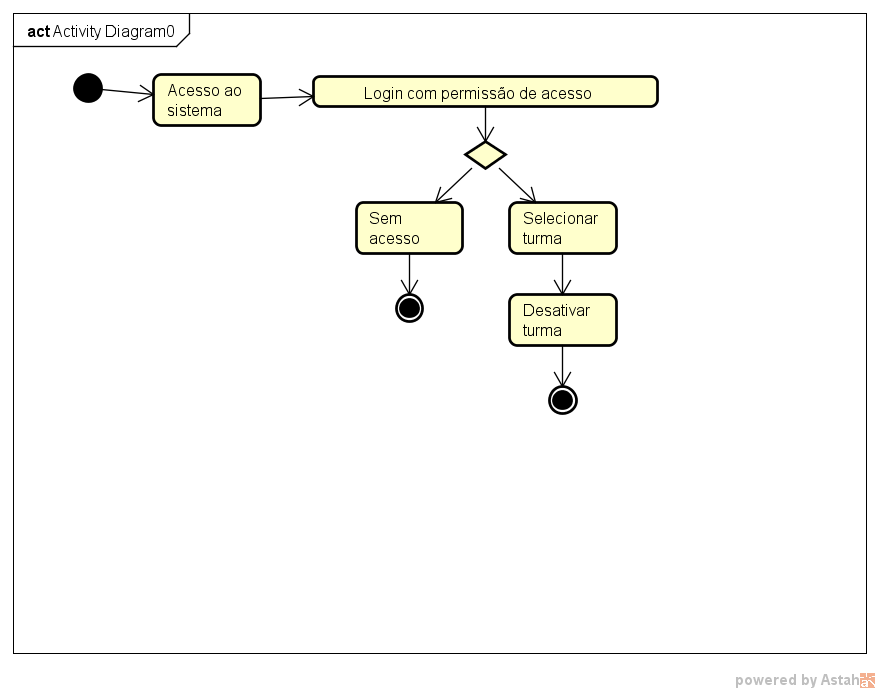 act Activity Diagram0
Acesso ao
sistema
Login com permissão de acesso
Sem
acesso
Selecionar
turma
Desativar
turma
powered by Astah